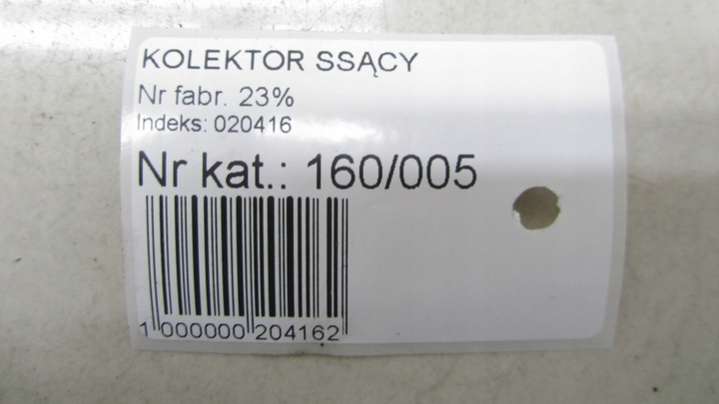 KOLEKTOR SSĄCY
Nr fabr. 23%
Indeks: 020416
Nr kat.: 160/005
1 000000 204162